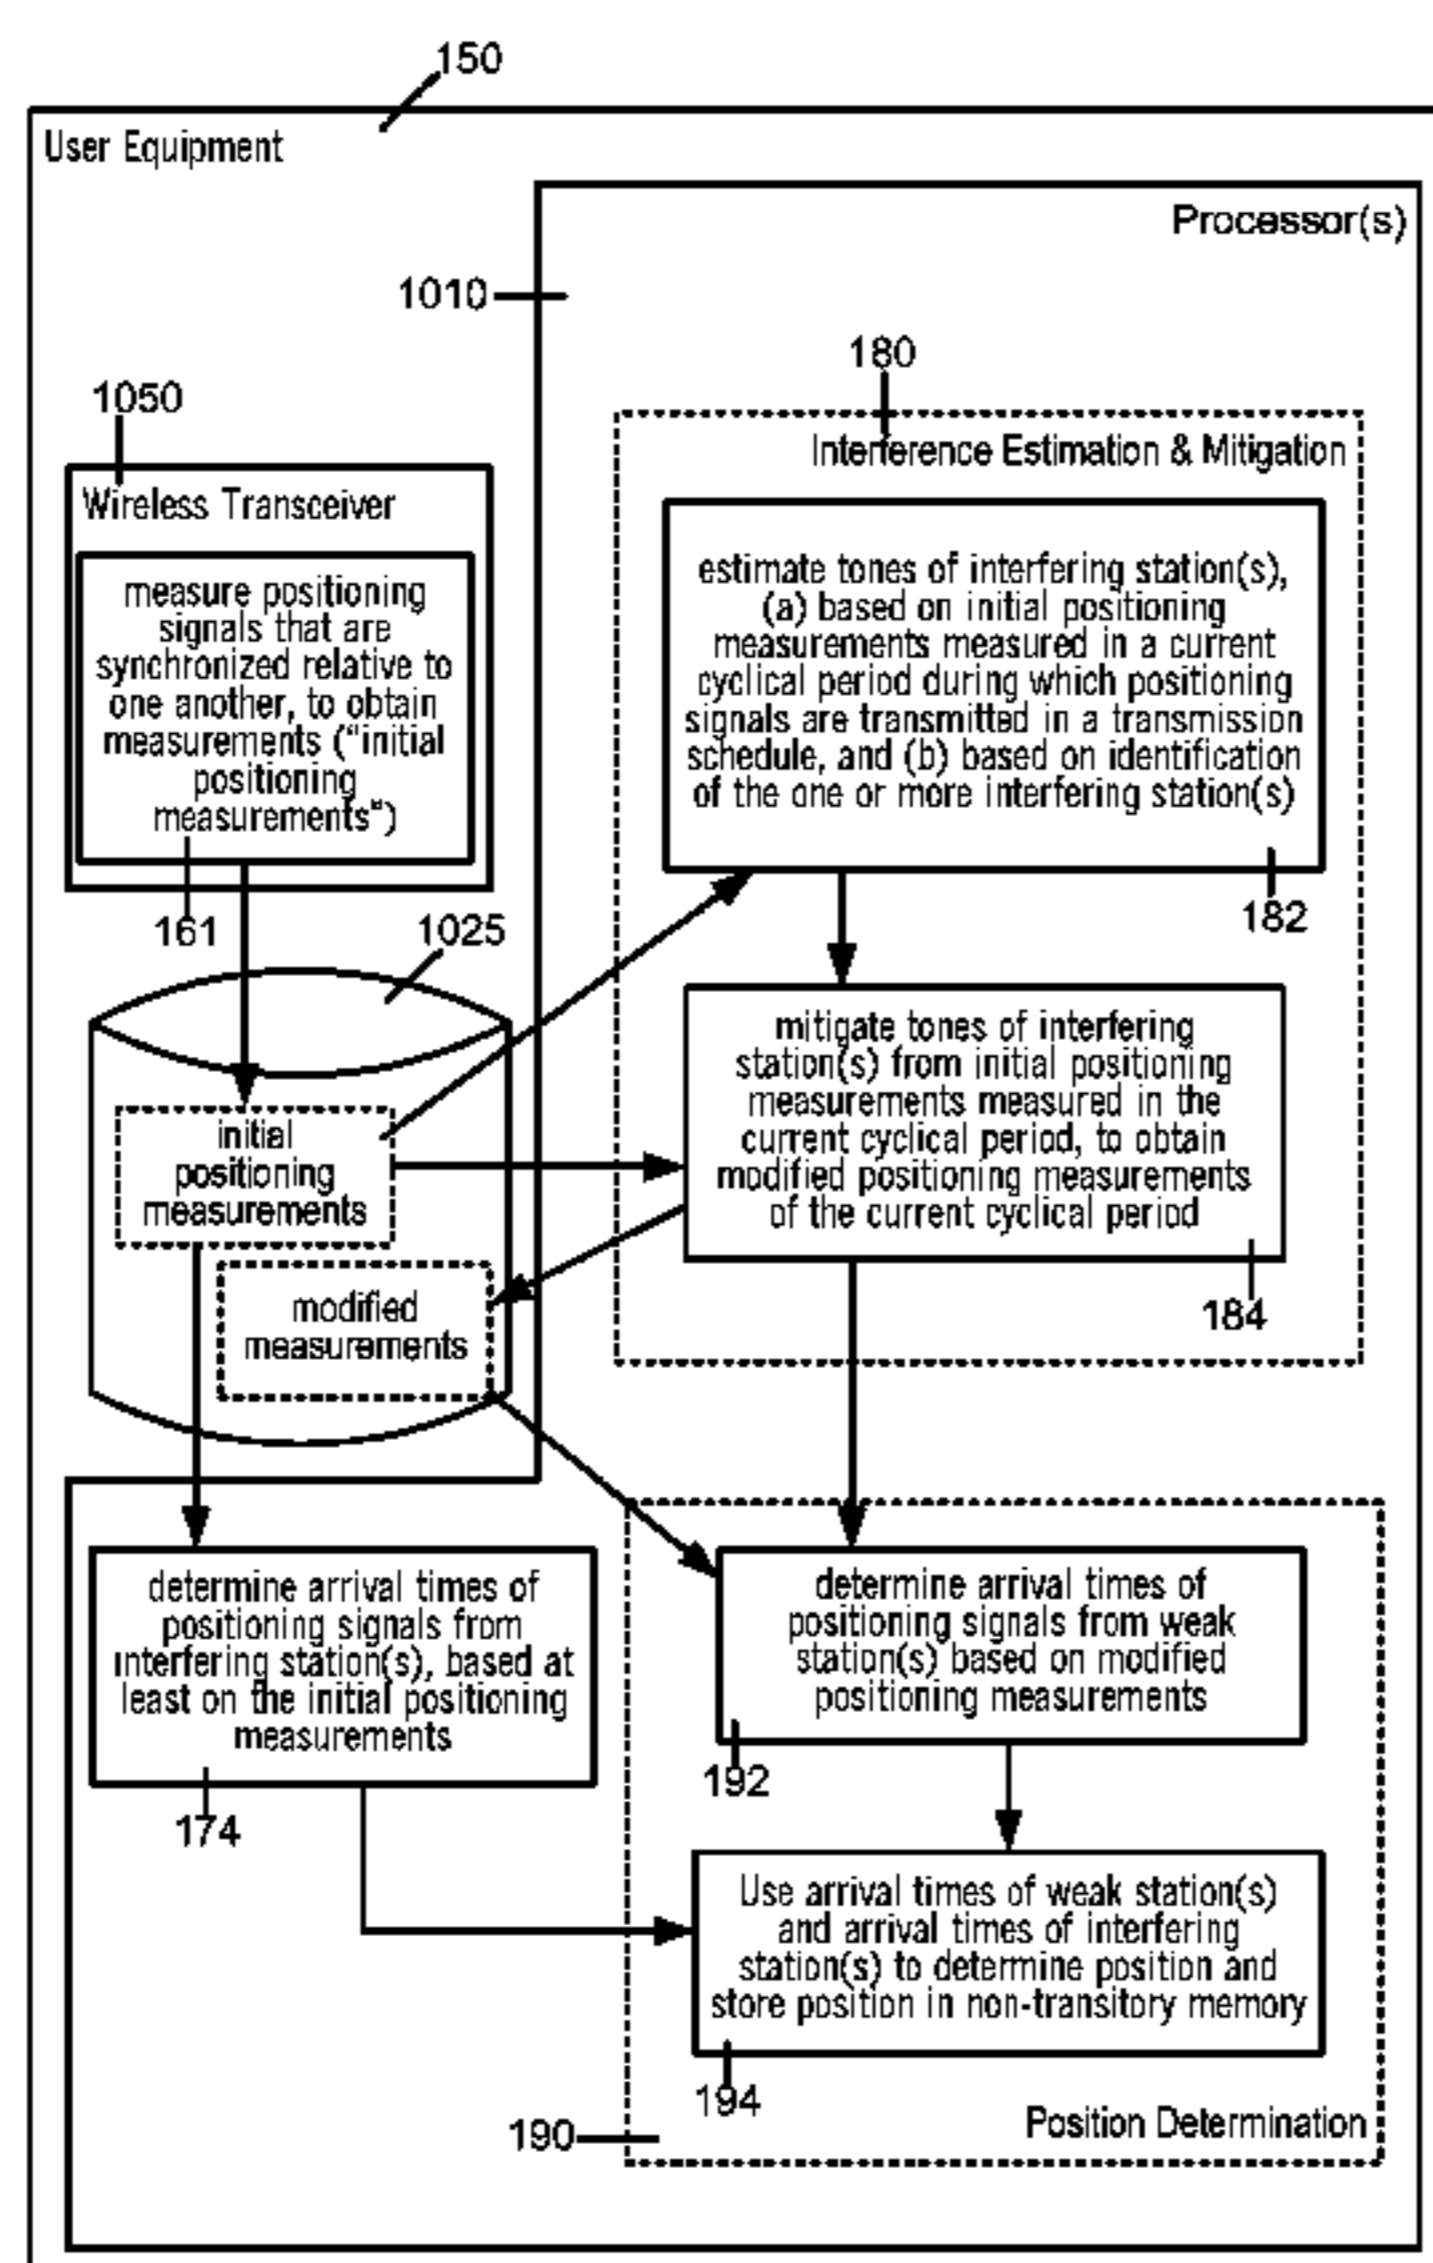 150
User Equipment
Processor(s)
1010
180
1050
Interference Estimation & Mitigation
Wireless Transceiver
measure positioning
signals that are
synchronized relative to
one another, to obtain
measurements ("initial
positioning
measurements")
161
estimate tones of interfering station(s),
(a) based on initial positioning
measurements measured in a current
cyclical period during which positioning
signals are transmitted in a transmission
schedule, and (b) based on identification
of the one or more interfering station(s)
182
1025
mitigate tones of interfering
station(s) from initial positioning
measurements measured in the
current cyclical period, to obtain
modified positioning measurements
of the current cyclical period
184
initial
positioning
measurements
modified
measurements
determine arrival times of
positioning signals from
interfering station(s), based at
least on the initial positioning
measurements
174
determine arrival times of
positioning signals from weak
station(s) based on modified
positioning measurements
192
Use arrival times of weak station(s)
and arrival times of interfering
station(s) to determine position and
store position in non-transitory memory
194
190
Position Determination